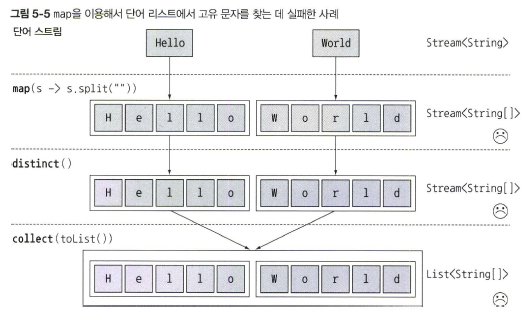 그림 5-5 map을 이용해서 단어 리스트에서 고유 문자를 찾는 데 실패한 사례
단어 스트림
Hello World Stream<String>
map(s -> s.split(""))
H e l l o W o r l d Stream<String[]>
distinct()
H e l l o W o r l d Stream<String[]>
collect(toList())
H e l l o W o r l d List<String[]>